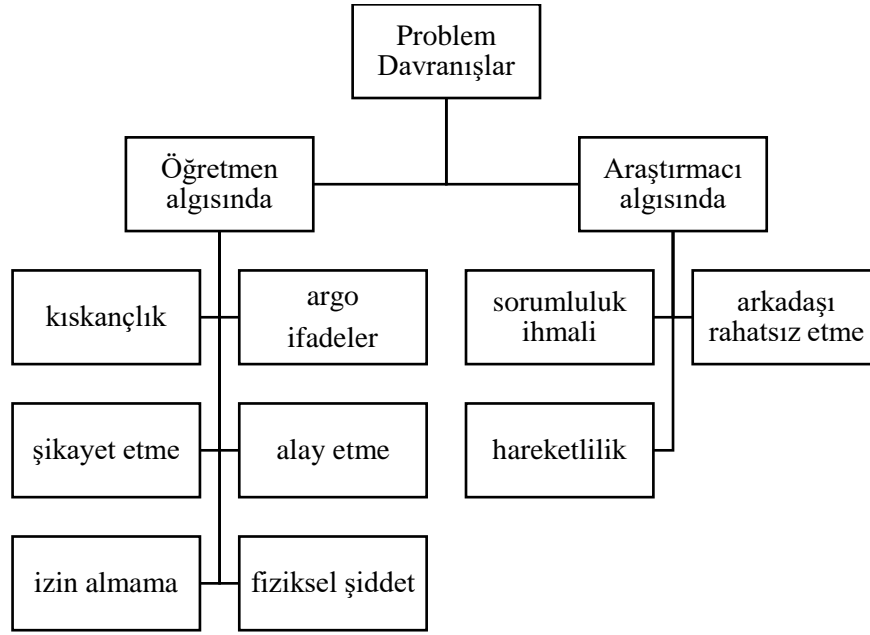 Problem
Davranışlar
Öğretmen
algısında
Araştırmacı
algısında
kıskançlık
argo
ifadeler
sorumluluk
ihmali
arkadaşı
rahatsız etme
şikayet etme
alay etme
hareketlilik
izin almama
fiziksel şiddet